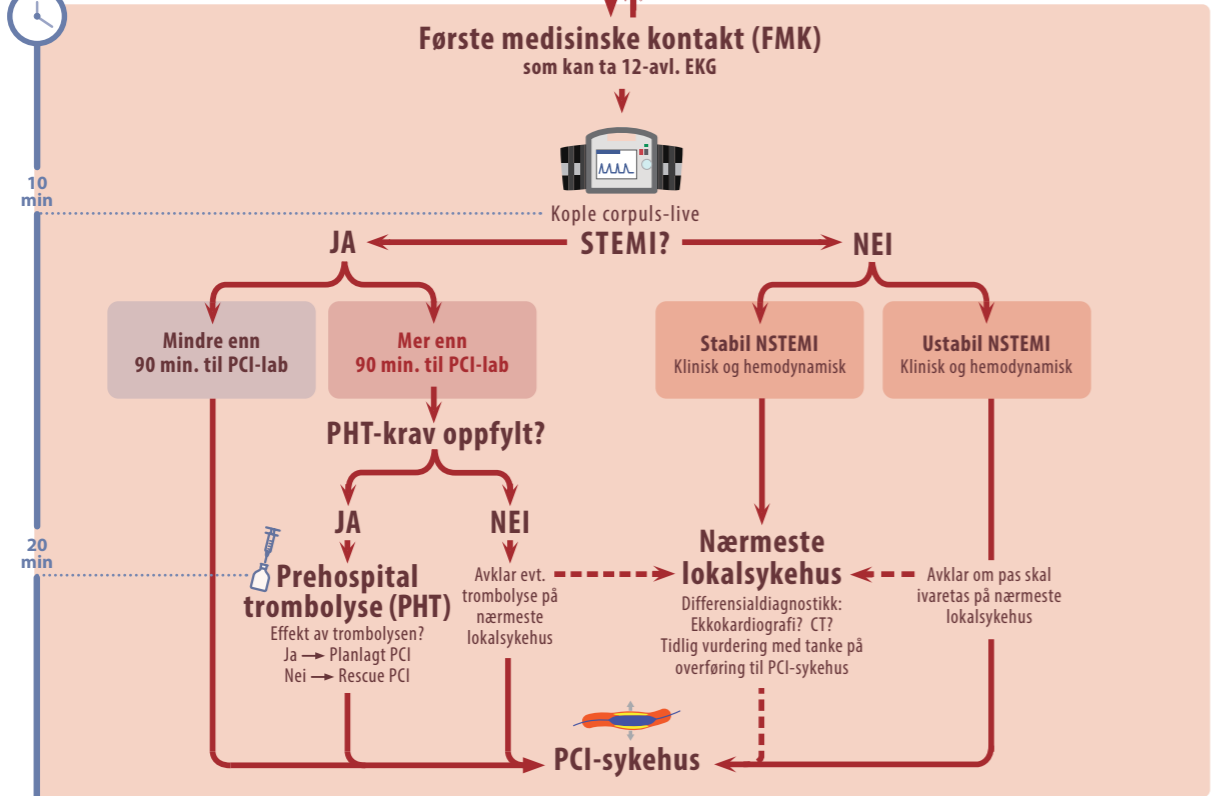 Første medisinske kontakt (FMK)
som kan ta 12-avl. EKG
10
min
Kople corpuls-live
JA
STEMI?
NEI
Mindre enn
90 min. til PCI-lab
Mer enn
90 min. til PCI-lab
Stabil NSTEMI
Klinisk og hemodynamisk
Ustabil NSTEMI
Klinisk og hemodynamisk
PHT-krav oppfylt?
JA
NEI
20
min
Prehospital
trombolyse (PHT)
Effekt av trombolysen?
Ja → Planlagt PCI
Nei → Rescue PCI
Avklar evt.
trombolyse på
nærmeste
lokalsykehus
Nærmeste
lokalsykehus
Differensialdiagnostikk:
Ekkokardiografi? CT?
Tidlig vurdering med tanke på
overføring til PCI-sykehus
Avklar om pas skal
ivaretas på nærmeste
lokalsykehus
PCI-sykehus